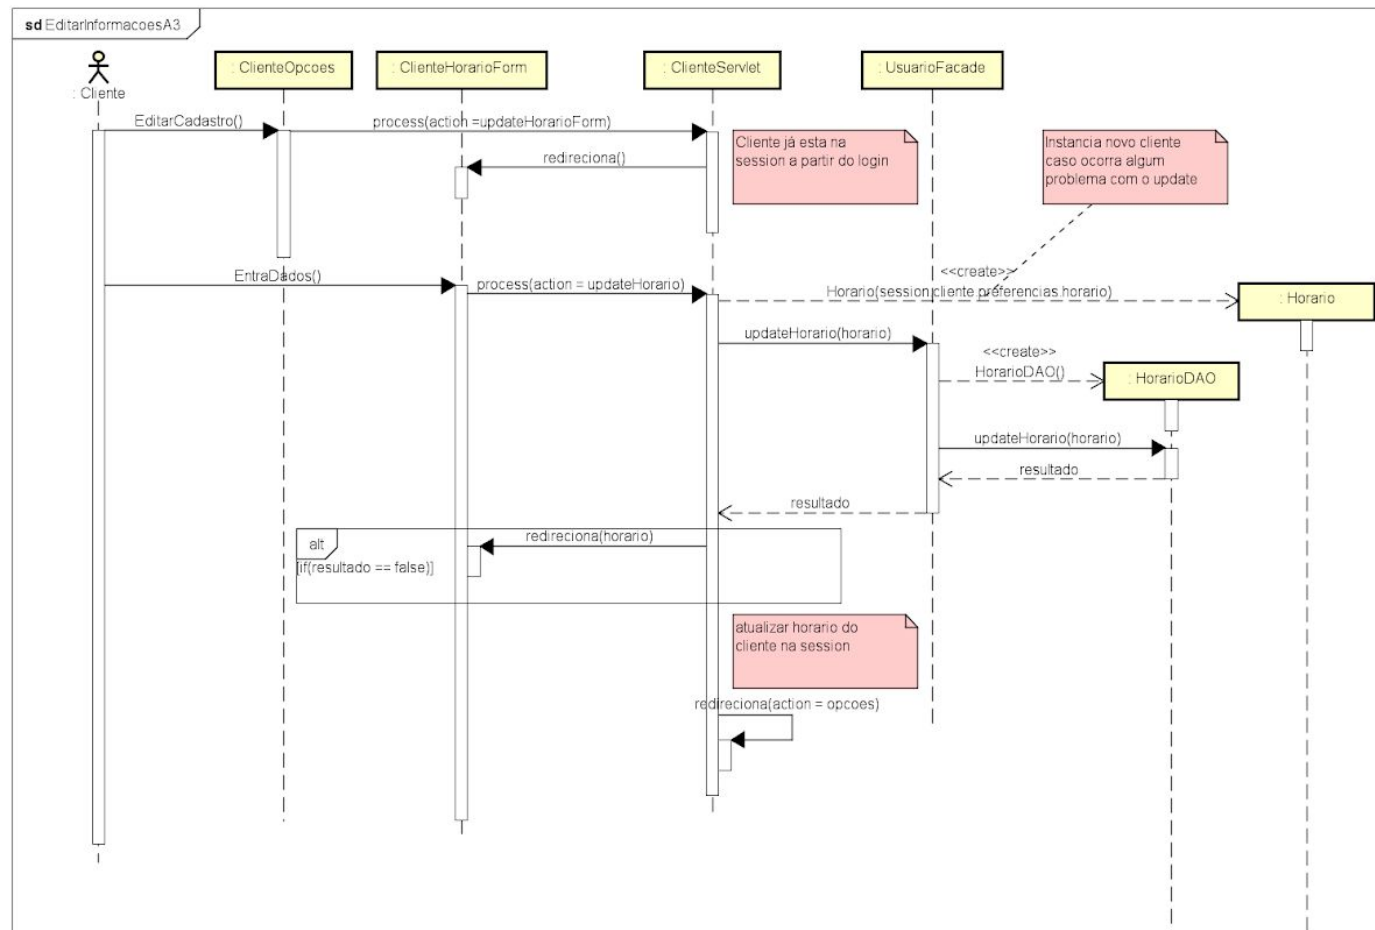 sd EditarInformacoesA3
: Cliente
: ClienteOpcoes
: ClienteHorarioForm
: ClienteServlet
: UsuarioFacade
EditarCadastro()
process(action =updateHorarioForm)
redireciona()
Cliente já esta na
session a partir do login
Instancia novo cliente
caso ocorra algum
problema com o update
EntraDados()
process(action = updateHorario)
<<create>>
Horario(session.cliente.preferencias.horario)
: Horario
updateHorario(horario)
<<create>>
HorarioDAO()
: HorarioDAO
updateHorario(horario)
resultado
resultado
alt
[if(resultado == false)]
redireciona(horario)
atualizar horario do
cliente na session
redireciona(action = opcoes)